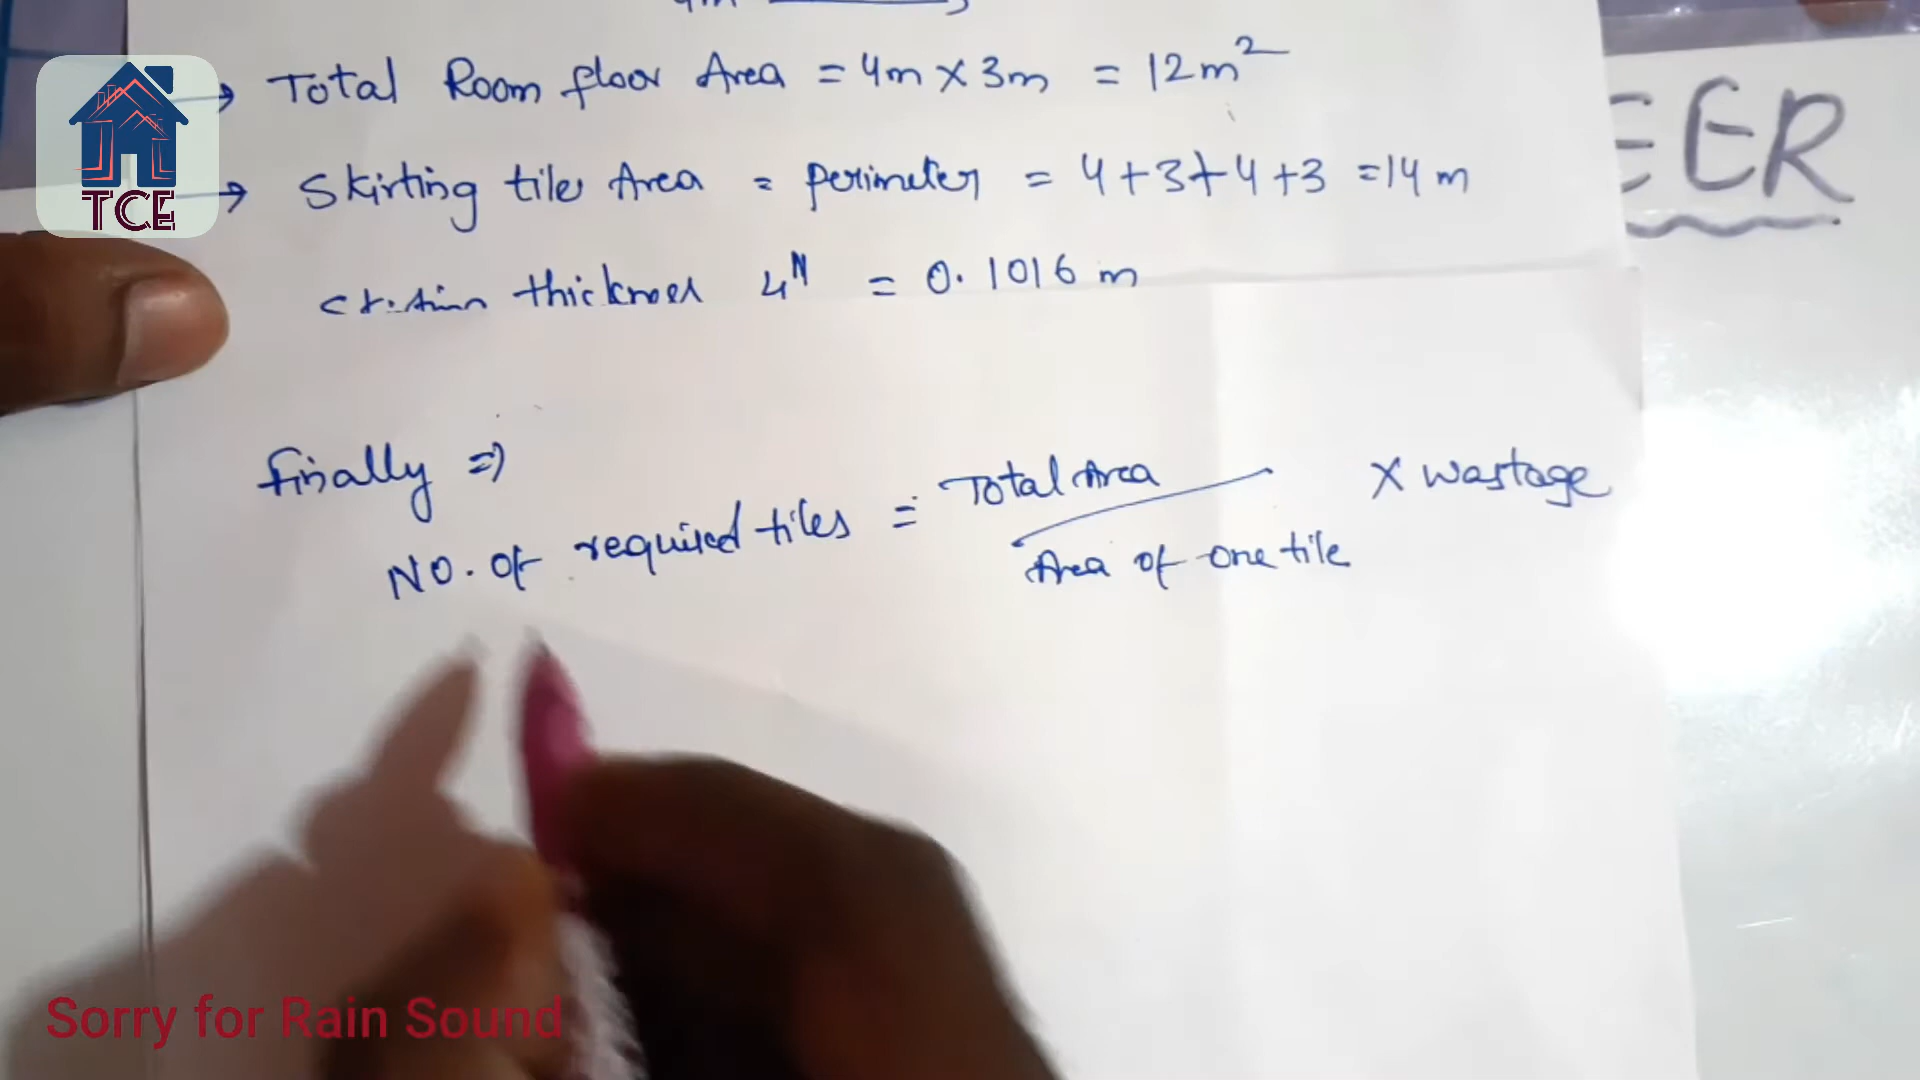 → Total Room floor Area = 4m × 3m = 12m²
→ Skirting tile Area = perimeter = 4+3+4+3 = 14 m
thickness 4" = 0.1016 m
EER
TCE
Finally ⇒
Total Area × wastage
No. of required tiles =
Area of one tile
Sorry for Rain Sound